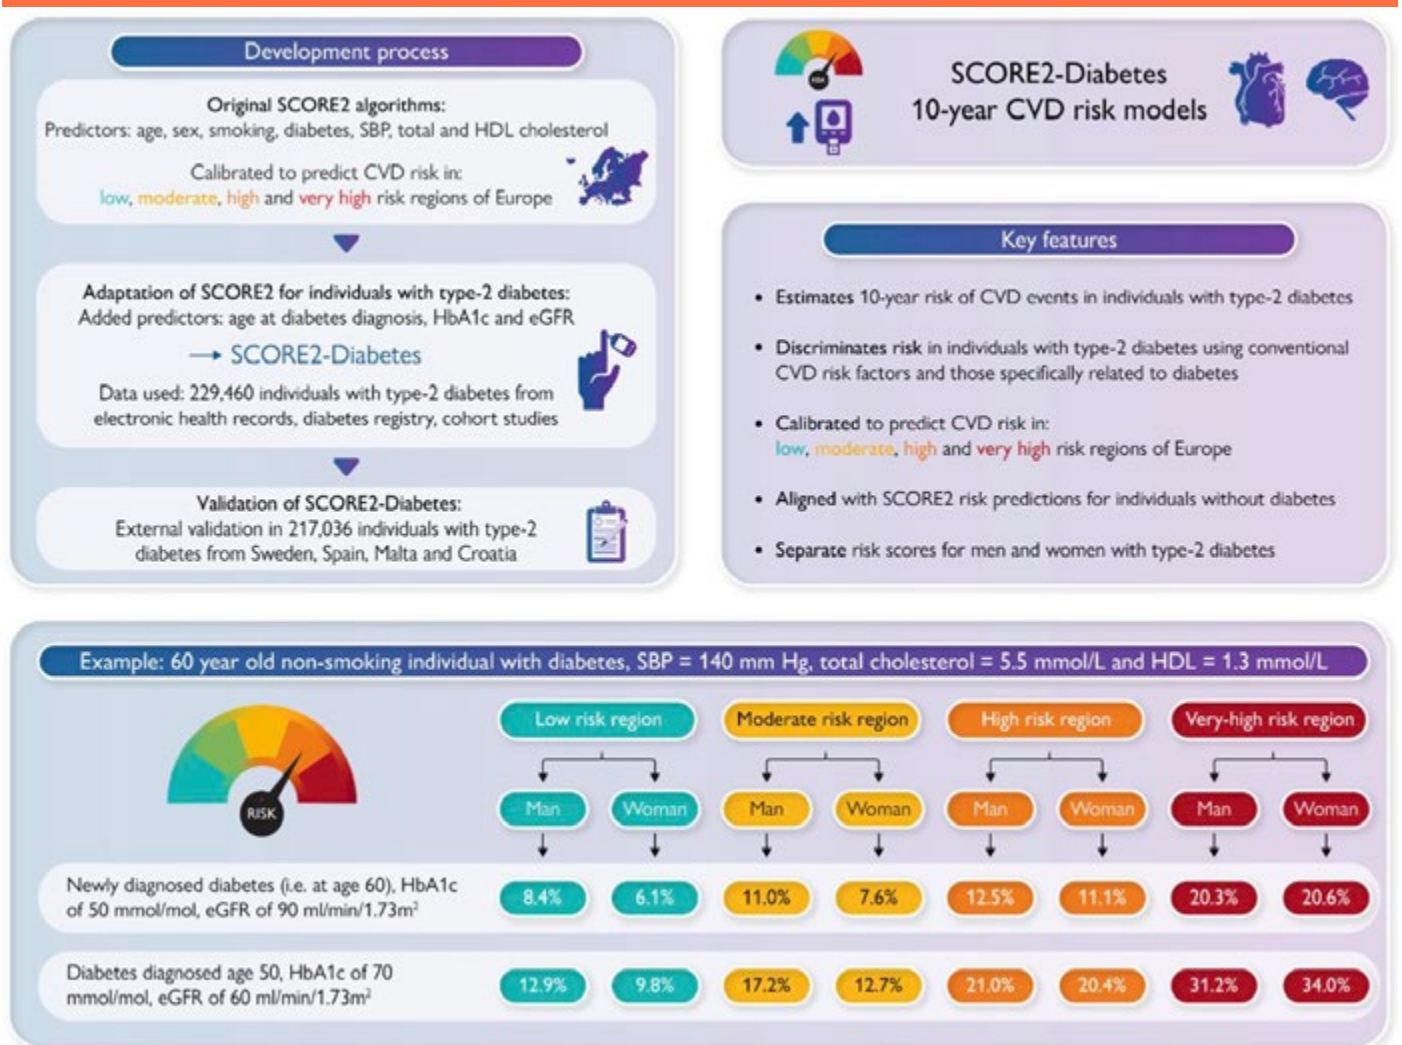 Development process
Original SCORE2 algorithms:
Predictors: age, sex, smoking, diabetes, SBP, total and HDL cholesterol
Calibrated to predict CVD risk in:
low, moderate, high and very high risk regions of Europe
Adaptation of SCORE2 for individuals with type-2 diabetes:
Added predictors: age at diabetes diagnosis, HbA1c and eGFR
→ SCORE2-Diabetes
Data used: 229,460 individuals with type-2 diabetes from
electronic health records, diabetes registry, cohort studies
Validation of SCORE2-Diabetes:
External validation in 217,036 individuals with type-2
diabetes from Sweden, Spain, Malta and Croatia
RISK
SCORE2-Diabetes
10-year CVD risk models
Key features
• Estimates 10-year risk of CVD events in individuals with type-2 diabetes
• Discriminates risk in individuals with type-2 diabetes using conventional
CVD risk factors and those specifically related to diabetes
• Calibrated to predict CVD risk in:
low, moderate, high and very high risk regions of Europe
• Aligned with SCORE2 risk predictions for individuals without diabetes
• Separate risk scores for men and women with type-2 diabetes
Example: 60 year old non-smoking individual with diabetes, SBP = 140 mm Hg, total cholesterol = 5.5 mmol/L and HDL = 1.3 mmol/L
RISK
Low risk region Moderate risk region High risk region Very-high risk region
Man Woman Man Woman Man Woman Man Woman
Newly diagnosed diabetes (i.e. at age 60), HbA1c
of 50 mmol/mol, eGFR of 90 ml/min/1.73m²
8.4% 6.1% 11.0% 7.6% 12.5% 11.1% 20.3% 20.6%
Diabetes diagnosed age 50, HbA1c of 70
mmol/mol, eGFR of 60 ml/min/1.73m²
12.9% 9.8% 17.2% 12.7% 21.0% 20.4% 31.2% 34.0%